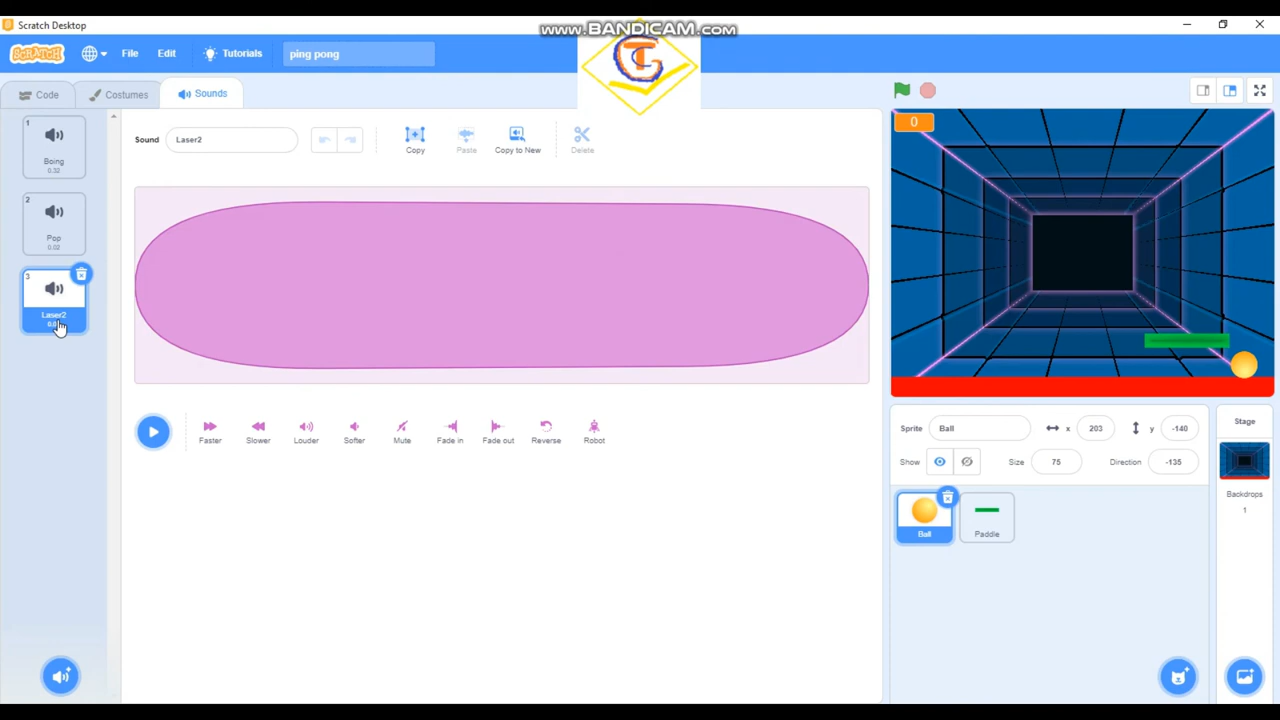 Scratch Desktop
www.BANDICAM.com
SCRATCH
File Edit Tutorials ping pong
Code Costumes Sounds
1
Boing
0.32
2
Pop
0.02
3
Laser2
Sound Laser2 Copy Paste Copy to New Delete
Faster Slower Louder Softer Mute Fade in Fade out Reverse Robot
0
Sprite Ball x 203 y -140
Show Size 75 Direction -135
Ball Paddle
Stage
Backdrops
1